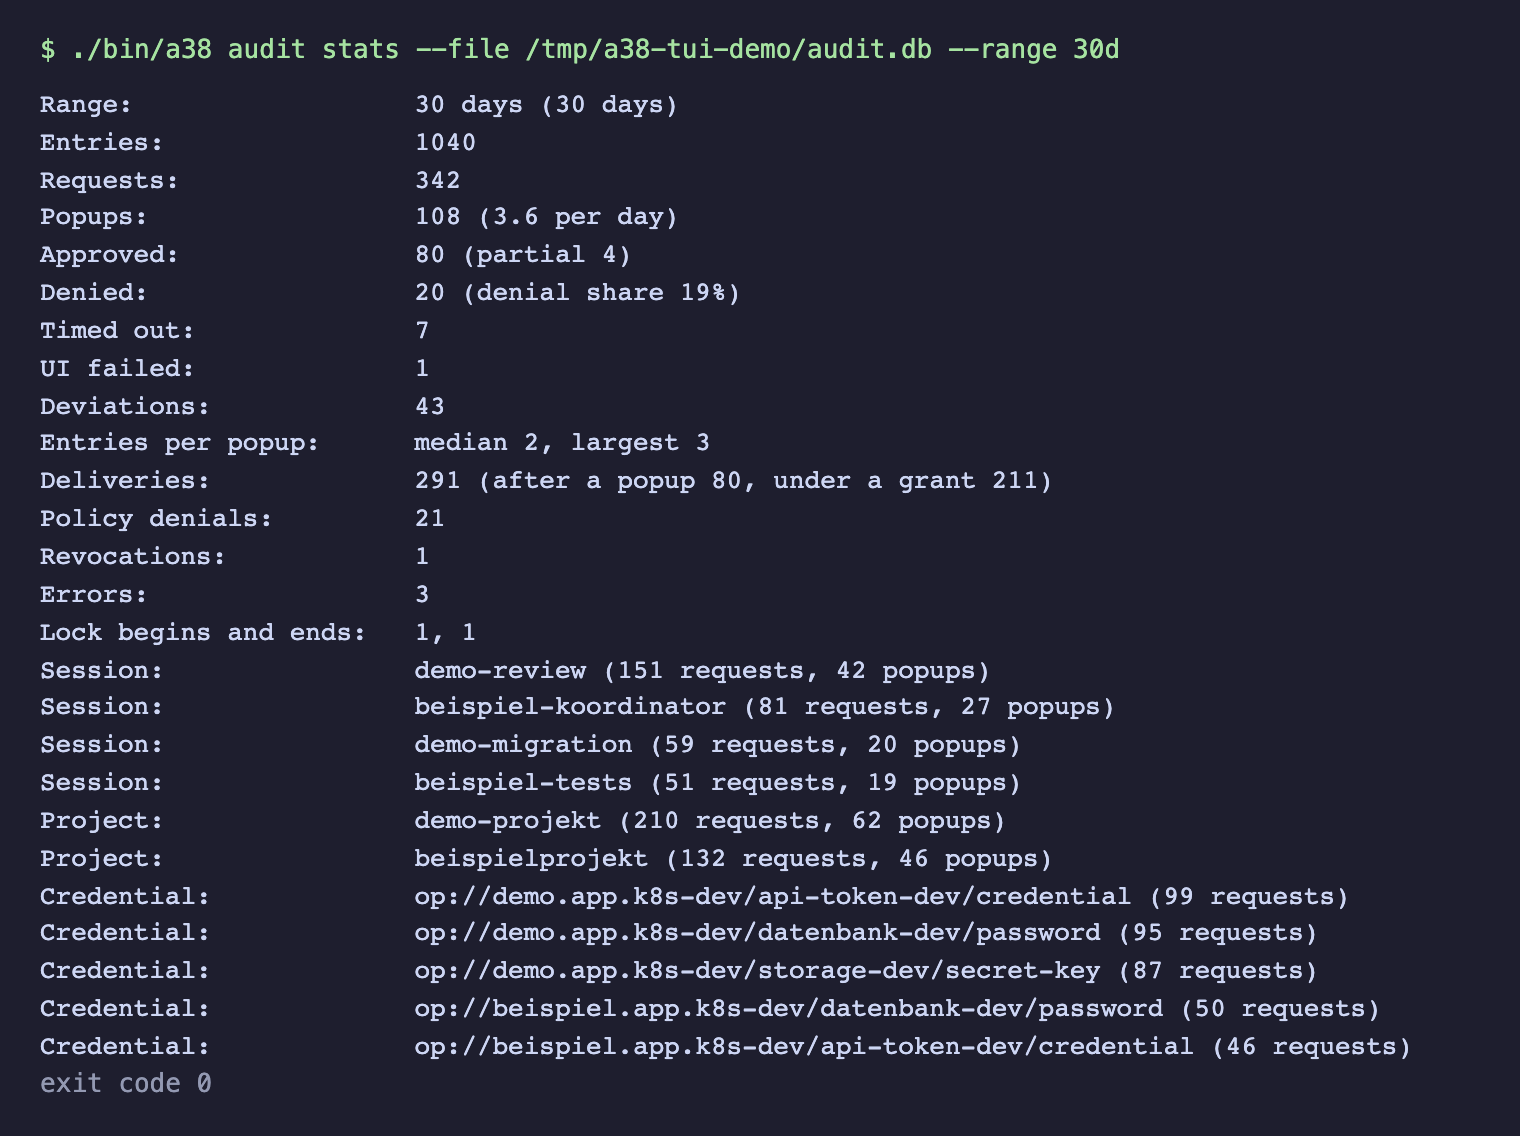 $ ./bin/a38 audit stats --file /tmp/a38-tui-demo/audit.db --range 30d
Range: 30 days (30 days)
Entries: 1040
Requests: 342
Popups: 108 (3.6 per day)
Approved: 80 (partial 4)
Denied: 20 (denial share 19%)
Timed out: 7
UI failed: 1
Deviations: 43
Entries per popup: median 2, largest 3
Deliveries: 291 (after a popup 80, under a grant 211)
Policy denials: 21
Revocations: 1
Errors: 3
Lock begins and ends: 1, 1
Session: demo-review (151 requests, 42 popups)
Session: beispiel-koordinator (81 requests, 27 popups)
Session: demo-migration (59 requests, 20 popups)
Session: beispiel-tests (51 requests, 19 popups)
Project: demo-projekt (210 requests, 62 popups)
Project: beispielprojekt (132 requests, 46 popups)
Credential: op://demo.app.k8s-dev/api-token-dev/credential (99 requests)
Credential: op://demo.app.k8s-dev/datenbank-dev/password (95 requests)
Credential: op://demo.app.k8s-dev/storage-dev/secret-key (87 requests)
Credential: op://beispiel.app.k8s-dev/datenbank-dev/password (50 requests)
Credential: op://beispiel.app.k8s-dev/api-token-dev/credential (46 requests)
exit code 0